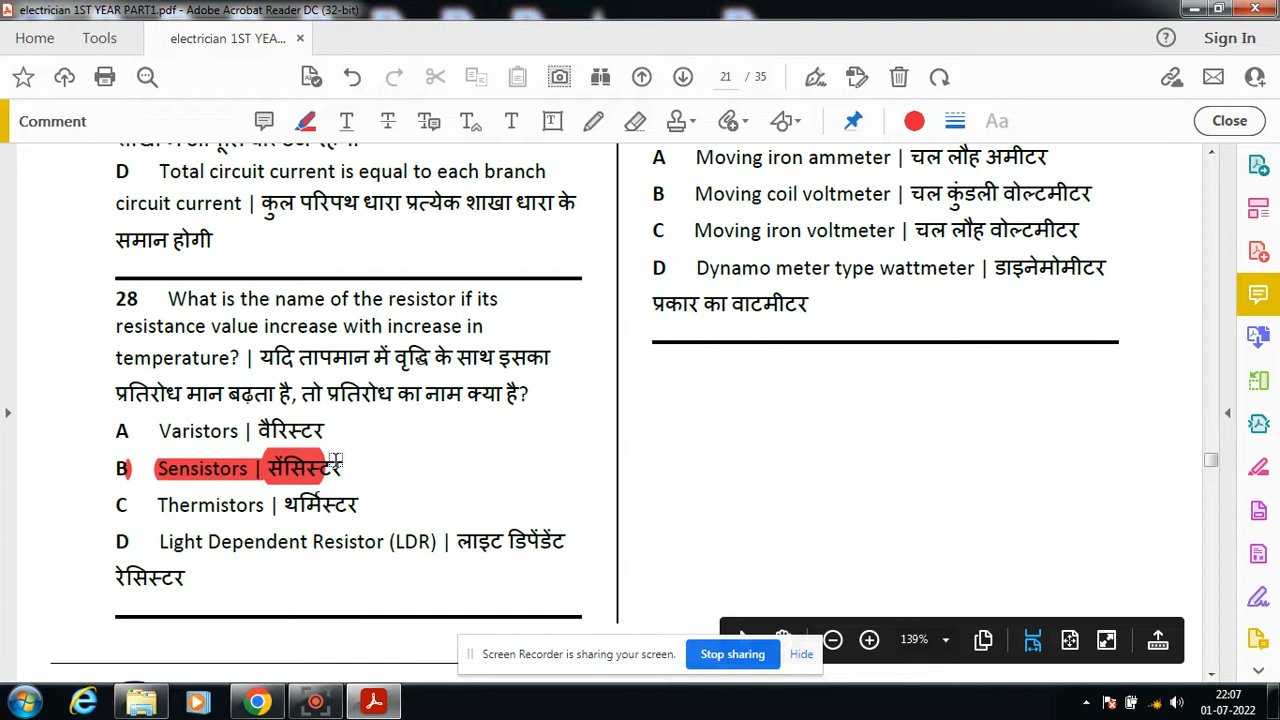 electrician 1ST YEAR PART1.pdf - Adobe Acrobat Reader DC (32-bit)
Home Tools electrician 1ST YEA... × Sign In
21 / 35
Comment Aa Close
D Total circuit current is equal to each branch
circuit current | कुल परिपथ धारा प्रत्येक शाखा धारा के
समान होगी
28 What is the name of the resistor if its
resistance value increase with increase in
temperature? | यदि तापमान में वृद्धि के साथ इसका
प्रतिरोध मान बढ़ता है, तो प्रतिरोध का नाम क्या है?
A Varistors | वैरिस्टर
B Sensistors | सेंसिस्टर
C Thermistors | थर्मिस्टर
D Light Dependent Resistor (LDR) | लाइट डिपेंडेंट
रेसिस्टर
A Moving iron ammeter | चल लौह अमीटर
B Moving coil voltmeter | चल कुंडली वोल्टमीटर
C Moving iron voltmeter | चल लौह वोल्टमीटर
D Dynamo meter type wattmeter | डाइनेमोमीटर
प्रकार का वाटमीटर
139%
Screen Recorder is sharing your screen. Stop sharing Hide
22:07
01-07-2022